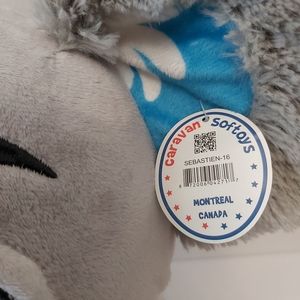 caravan softoys
SEBASTIEN-16
MONTREAL
CANADA